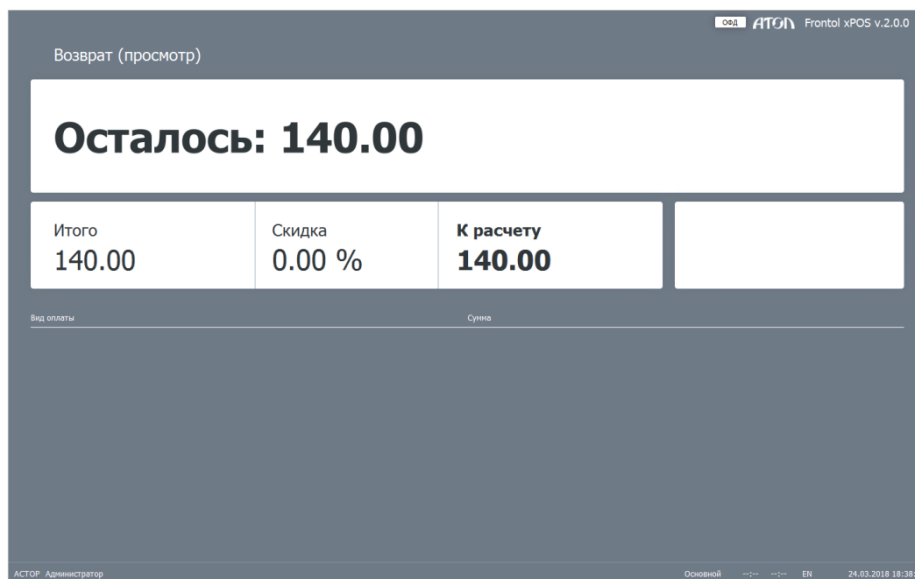 ОФД АТОЛ Frontol xPOS v.2.0.0
Возврат (просмотр)
Осталось: 140.00
Итого Скидка К расчету
140.00 0.00 % 140.00
Вид оплаты Сумма
АСТОР Администратор Основной --:-- --:-- EN 24.03.2018 18:38: